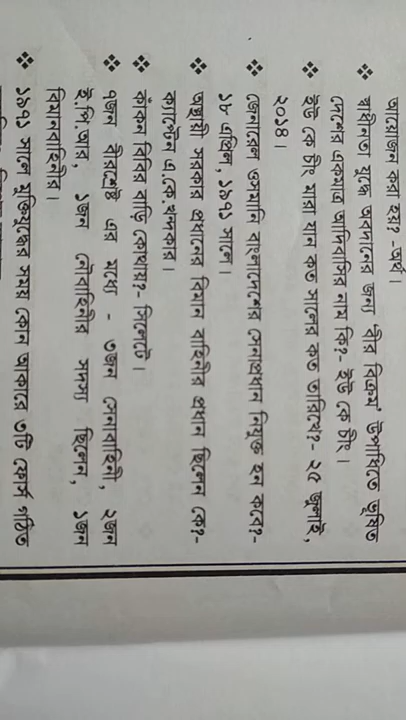 আয়োজন করা হয়? -অর্ঘ।
❖ স্বাধীনতা যুদ্ধে অবদানের জন্য 'বীর বিক্রম' উপাধিতে ভূষিত
দেশের একমাত্র আদিবাসির নাম কি?- ইউ কে চীং ।
❖ ইউ কে চীং মারা যান কত সালের কত তারিখে?- ২৫ জুলাই,
২০১৪।
❖ জেনারেল ওসমানি বাংলাদেশের সেনাপ্রধান নিযুক্ত হন কবে?-
১৮ এপ্রিল, ১৯৭১ সালে।
❖ অস্থায়ী সরকার প্রধানের বিমান বাহিনীর প্রধান ছিলেন কে?-
ক্যাপ্টেন এ.কে.খন্দকার।
❖ কাঁকন বিবির বাড়ি কোথায়?- সিলেটে ।
❖ ৭জন বীরশ্রেষ্ঠ এর মধ্যে - ৩জন সেনাবাহিনী, ২জন
ই.পি.আর, ১জন নৌবাহিনীর সদস্য ছিলেন, ১জন
বিমানবাহিনীর।
❖ ১৯৭১ সালে মুক্তিযুদ্ধের সময় কোন আকারে ৩টি ফোর্স গঠিত